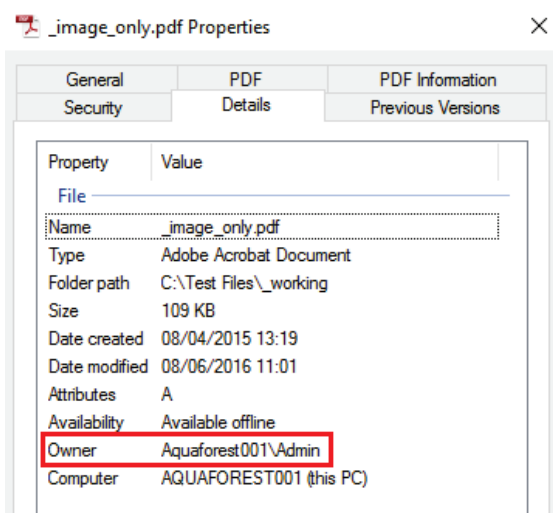 _image_only.pdf Properties
General PDF PDF Information
Security Details Previous Versions
Property Value
File
Name _image_only.pdf
Type Adobe Acrobat Document
Folder path C:\Test Files\_working
Size 109 KB
Date created 08/04/2015 13:19
Date modified 08/06/2016 11:01
Attributes A
Availability Available offline
Owner Aquaforest001\Admin
Computer AQUAFOREST001 (this PC)